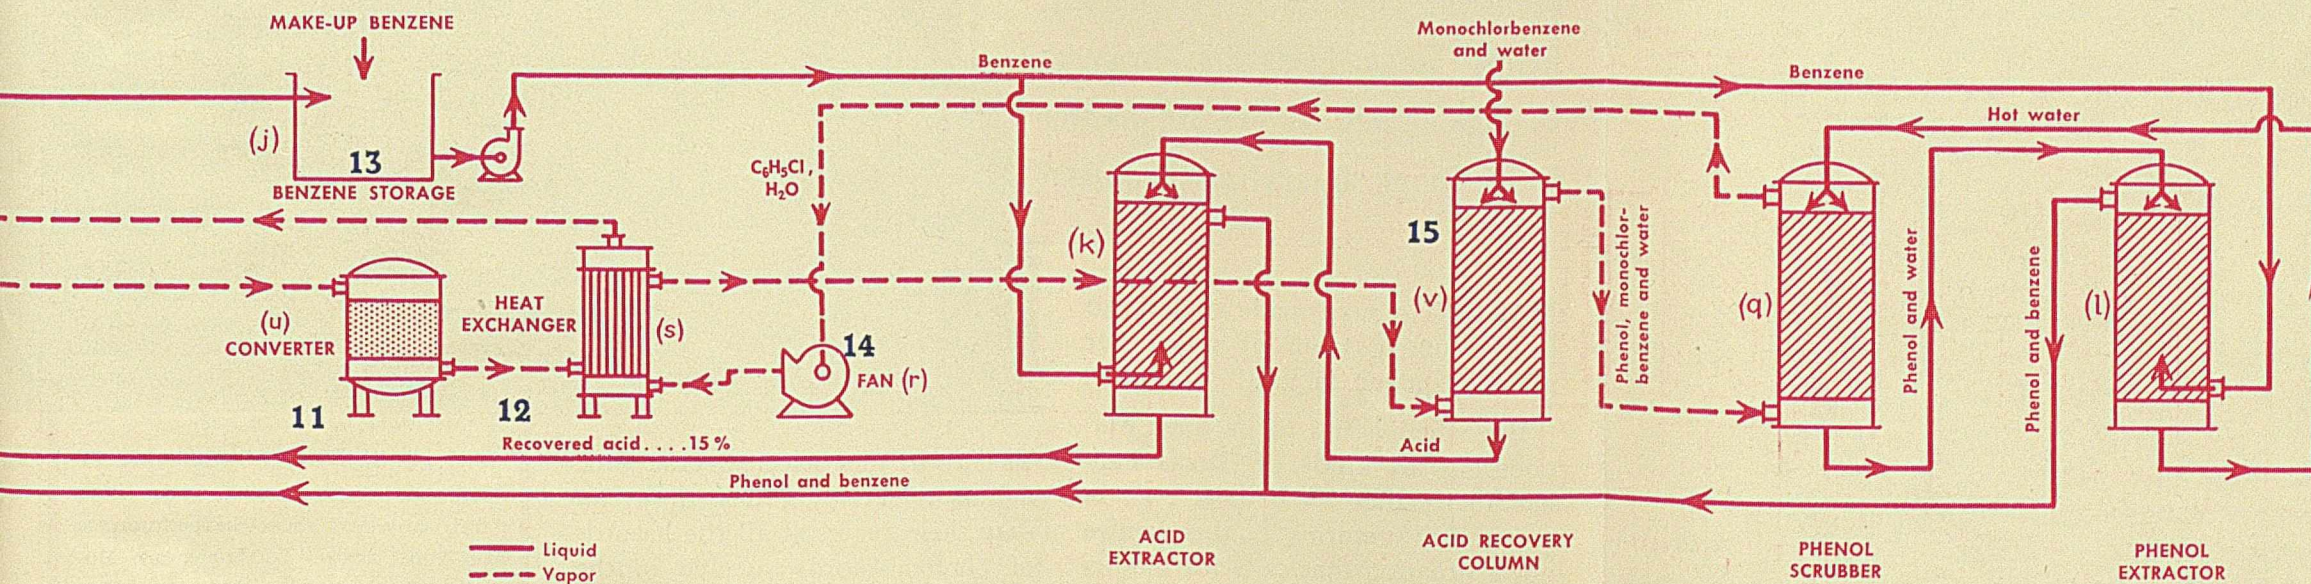 MAKE-UP BENZENE
Monochlorbenzene
and water
Benzene
Benzene
Hot water
(j)
13
BENZENE STORAGE
C₆H₅Cl,
H₂O
(k)
15
(v)
Phenol, monochlor-
benzene and water
(q)
Phenol and water
Phenol and benzene
(l)
(u)
CONVERTER
HEAT
EXCHANGER
(s)
14
FAN (r)
11
12
Recovered acid....15%
Acid
Phenol and benzene
ACID
EXTRACTOR
ACID RECOVERY
COLUMN
PHENOL
SCRUBBER
PHENOL
EXTRACTOR
Liquid
Vapor